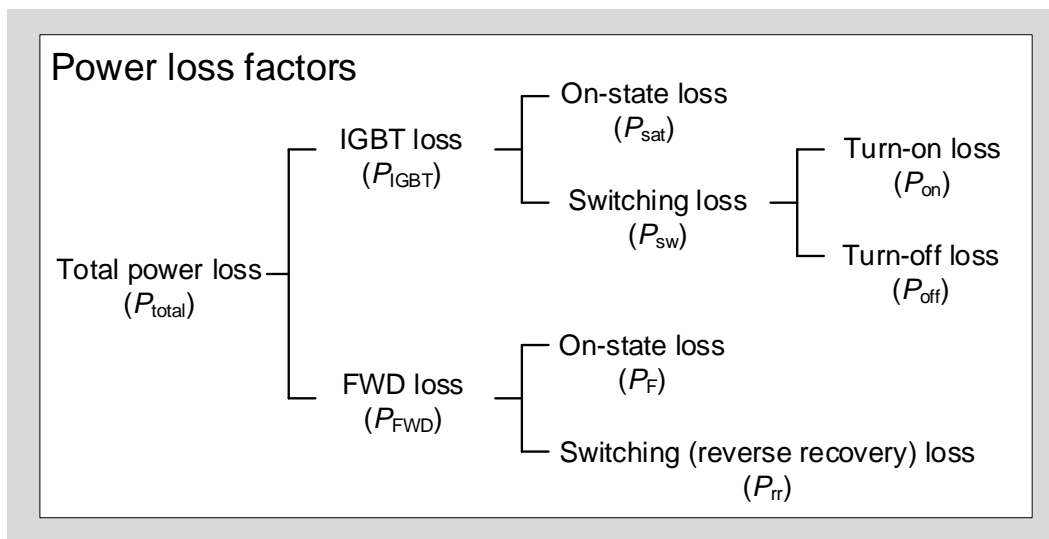 Power loss factors
On-state loss
(Psat)
IGBT loss
(PIGBT)
Turn-on loss
(Pon)
Switching loss
(Psw)
Total power loss
(Ptotal)
Turn-off loss
(Poff)
On-state loss
(PF)
FWD loss
(PFWD)
Switching (reverse recovery) loss
(Prr)